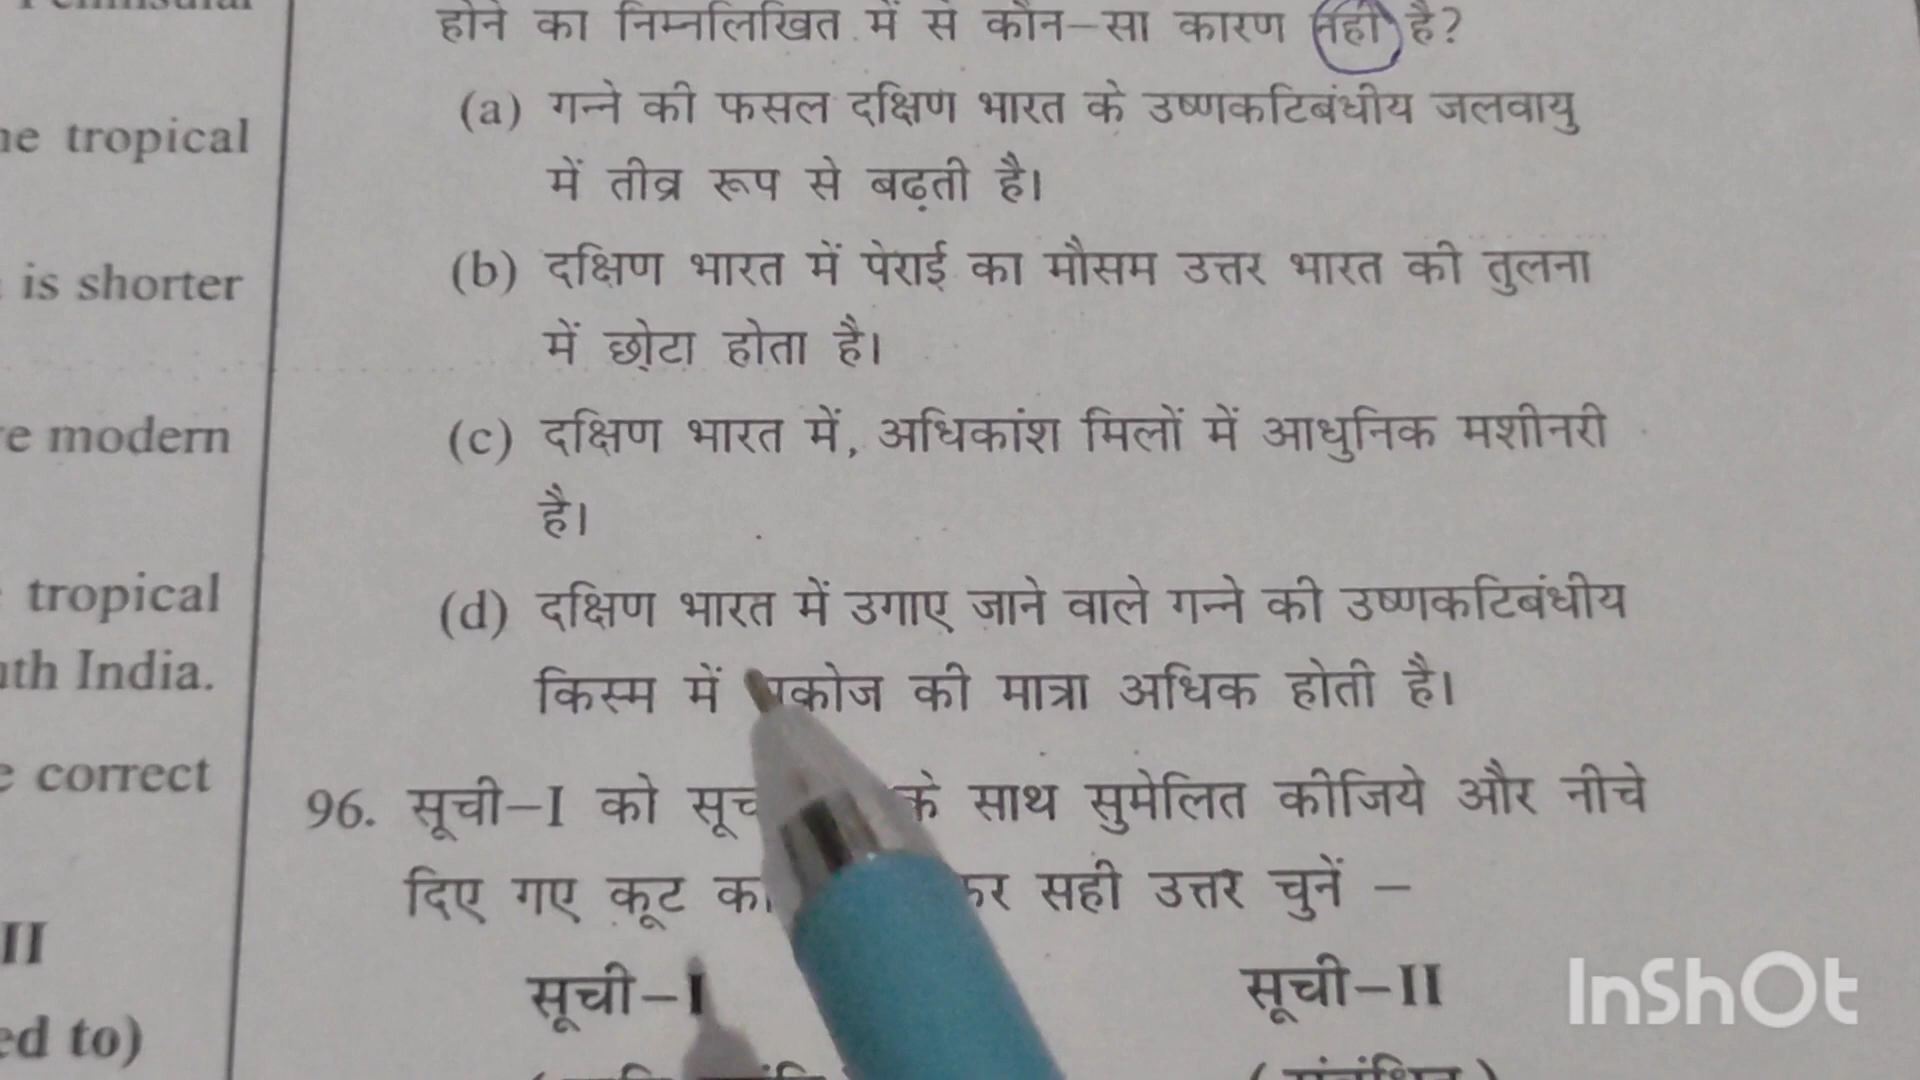 होने का निम्नलिखित में से कौन-सा कारण नहीं है?
(a) गन्ने की फसल दक्षिण भारत के उष्णकटिबंधीय जलवायु
में तीव्र रूप से बढ़ती है।
(b) दक्षिण भारत में पेराई का मौसम उत्तर भारत की तुलना
में छोटा होता है।
(c) दक्षिण भारत में, अधिकांश मिलों में आधुनिक मशीनरी
है।
(d) दक्षिण भारत में उगाए जाने वाले गन्ने की उष्णकटिबंधीय
किस्म में की मात्रा अधिक होती है।
96. सूची-I को के साथ सुमेलित कीजिये और नीचे
दिए गए कूट सही उत्तर चुनें –
सूची-I सूची-II
tropical
is shorter
modern
tropical
India.
correct
II
to)
InShOt